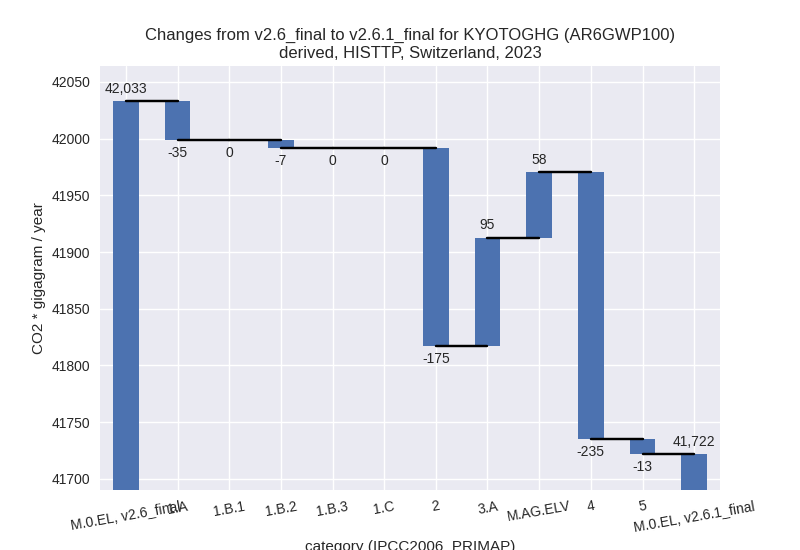 Changes from v2.6_final to v2.6.1_final for KYOTOGHG (AR6GWP100)
derived, HISTTP, Switzerland, 2023
CO2 * gigagram / year
42050
42000
41950
41900
41850
41800
41750
41700
42,033
-35
0
-7
0
0
-175
95
58
-235
-13
41,722
M.0.EL, v2.6_final
1.A
1.B.1
1.B.2
1.B.3
1.C
2
3.A
M.AG.ELV
4
5
M.0.EL, v2.6.1_final
category (IPCC2006_PRIMAP)